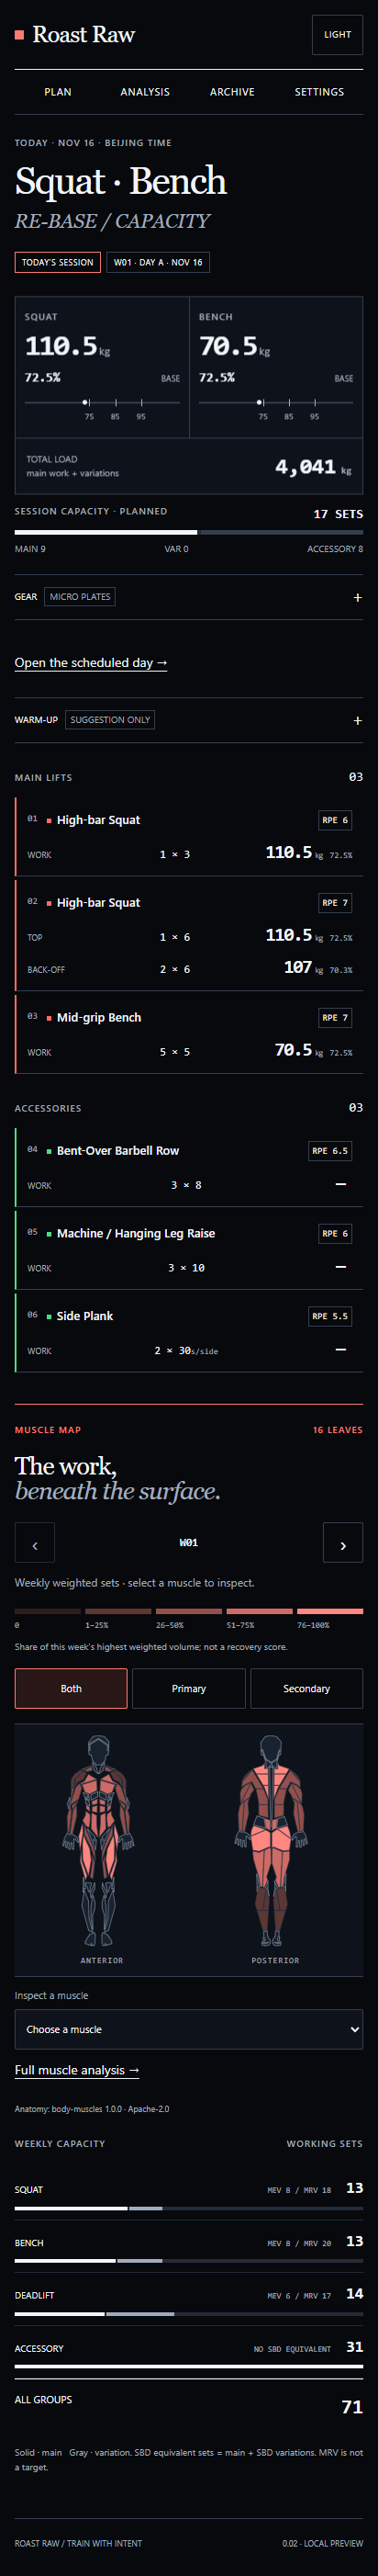 Roast Raw
LIGHT
PLAN ANALYSIS ARCHIVE SETTINGS
TODAY · NOV 16 · BEIJING TIME
Squat · Bench
RE-BASE / CAPACITY
TODAY'S SESSION W01 · DAY A · NOV 16
SQUAT BENCH
110.5 kg 70.5 kg
72.5% BASE 72.5% BASE
75 85 95 75 85 95
TOTAL LOAD
main work + variations
4,041 kg
SESSION CAPACITY · PLANNED 17 SETS
MAIN 9 VAR 0 ACCESSORY 8
GEAR MICRO PLATES +
Open the scheduled day →
WARM-UP SUGGESTION ONLY +
MAIN LIFTS 03
01 High-bar Squat RPE 6
WORK 1 × 3 110.5 kg 72.5%
02 High-bar Squat RPE 7
TOP 1 × 6 110.5 kg 72.5%
BACK-OFF 2 × 6 107 kg 70.3%
03 Mid-grip Bench RPE 7
WORK 5 × 5 70.5 kg 72.5%
ACCESSORIES 03
04 Bent-Over Barbell Row RPE 6.5
WORK 3 × 8 —
05 Machine / Hanging Leg Raise RPE 6
WORK 3 × 10 —
06 Side Plank RPE 5.5
WORK 2 × 30s/side —
MUSCLE MAP 16 LEAVES
The work,
beneath the surface.
‹ W01 ›
Weekly weighted sets · select a muscle to inspect.
0 1–25% 26–50% 51–75% 76–100%
Share of this week's highest weighted volume; not a recovery score.
Both Primary Secondary
ANTERIOR POSTERIOR
Inspect a muscle
Choose a muscle
Full muscle analysis →
Anatomy: body-muscles 1.0.0 · Apache-2.0
WEEKLY CAPACITY WORKING SETS
SQUAT MEV 8 / MRV 18 13
BENCH MEV 8 / MRV 20 13
DEADLIFT MEV 6 / MRV 17 14
ACCESSORY NO SBD EQUIVALENT 31
ALL GROUPS 71
Solid · main Gray · variation. SBD equivalent sets = main + SBD variations. MRV is not
a target.
ROAST RAW / TRAIN WITH INTENT 0.02 · LOCAL PREVIEW